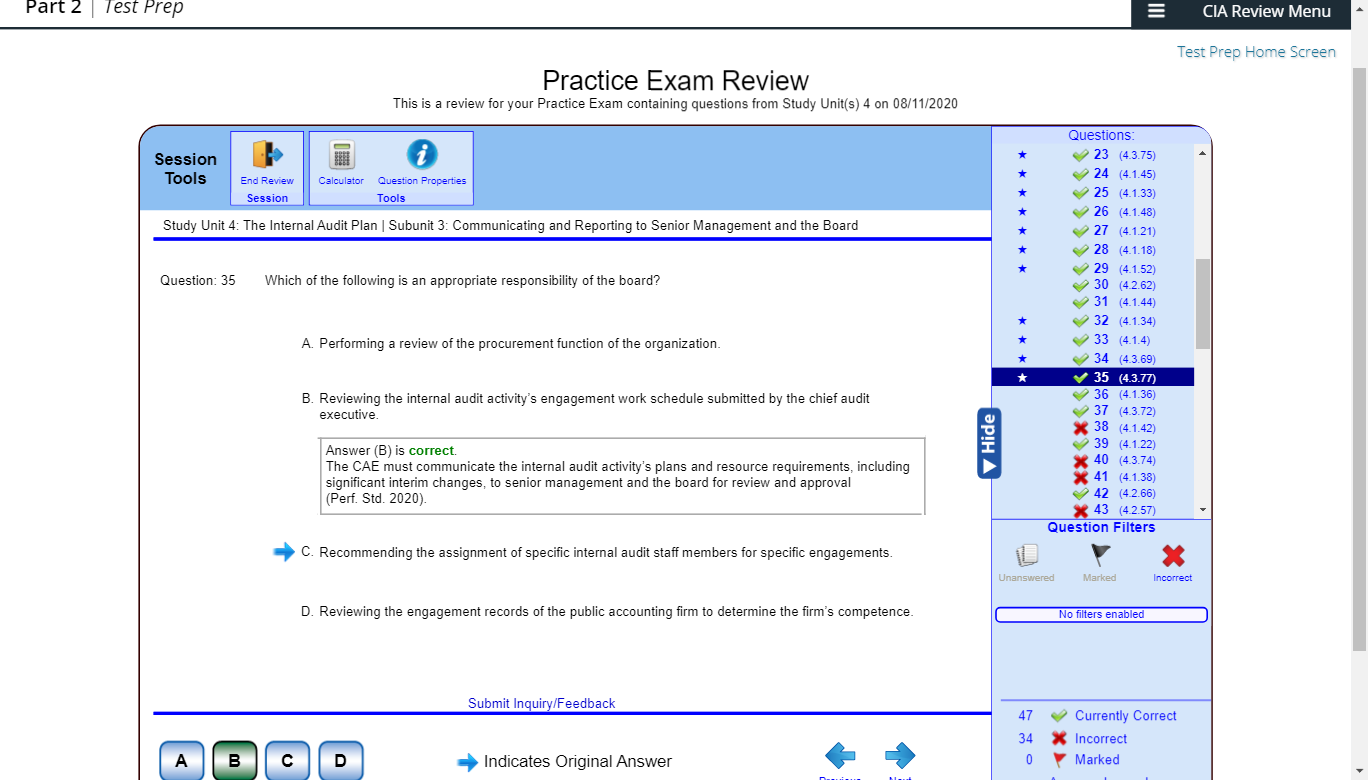 Part 2 | Test Prep
CIA Review Menu
Test Prep Home Screen
Practice Exam Review
This is a review for your Practice Exam containing questions from Study Unit(s) 4 on 08/11/2020
Session Tools
End Review
Session
Calculator
Question Properties
Tools
Study Unit 4: The Internal Audit Plan | Subunit 3: Communicating and Reporting to Senior Management and the Board
Question: 35 Which of the following is an appropriate responsibility of the board?
A. Performing a review of the procurement function of the organization.
B. Reviewing the internal audit activity's engagement work schedule submitted by the chief audit
executive.
Answer (B) is correct.
The CAE must communicate the internal audit activity's plans and resource requirements, including
significant interim changes, to senior management and the board for review and approval
(Perf. Std. 2020).
C. Recommending the assignment of specific internal audit staff members for specific engagements.
D. Reviewing the engagement records of the public accounting firm to determine the firm's competence.
Submit Inquiry/Feedback
A B C D
Indicates Original Answer
Previous Next
Questions:
23 (4.3.75)
24 (4.1.45)
25 (4.1.33)
26 (4.1.48)
27 (4.1.21)
28 (4.1.18)
29 (4.1.52)
30 (4.2.62)
31 (4.1.44)
32 (4.1.34)
33 (4.1.4)
34 (4.3.69)
35 (4.3.77)
36 (4.1.36)
37 (4.3.72)
38 (4.1.42)
39 (4.1.22)
40 (4.3.74)
41 (4.1.38)
42 (4.2.66)
43 (4.2.57)
Hide
Question Filters
Unanswered Marked Incorrect
No filters enabled
47 Currently Correct
34 Incorrect
0 Marked